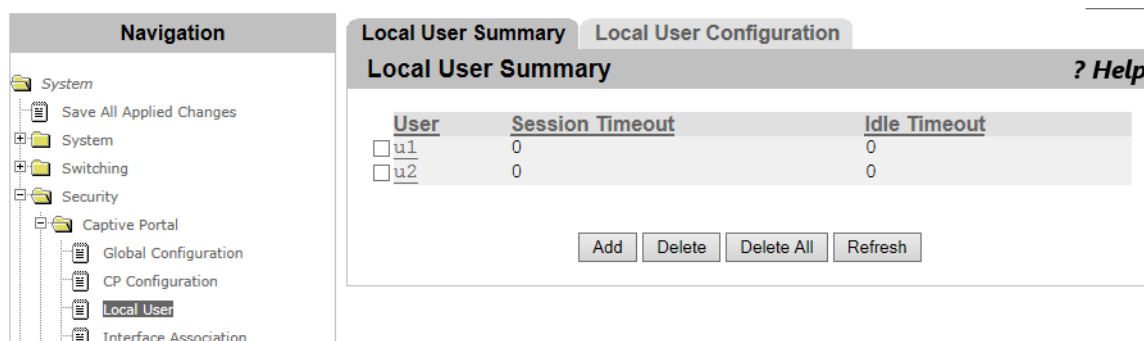 Navigation
System
Save All Applied Changes
System
Switching
Security
Captive Portal
Global Configuration
CP Configuration
Local User
Interface Association
Local User Summary Local User Configuration
Local User Summary ? Help
User Session Timeout Idle Timeout
u1 0 0
u2 0 0
Add Delete Delete All Refresh